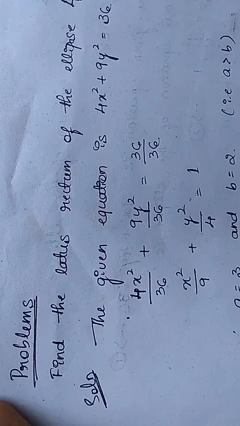 Problems
Find the latus rectum of the ellipse
Soln The given equation is 4x² + 9y² = 36
4x²/36 + 9y²/36 = 36/36
x²/9 + y²/4 = 1
a = 3 and b = 2. (i.e a>b)